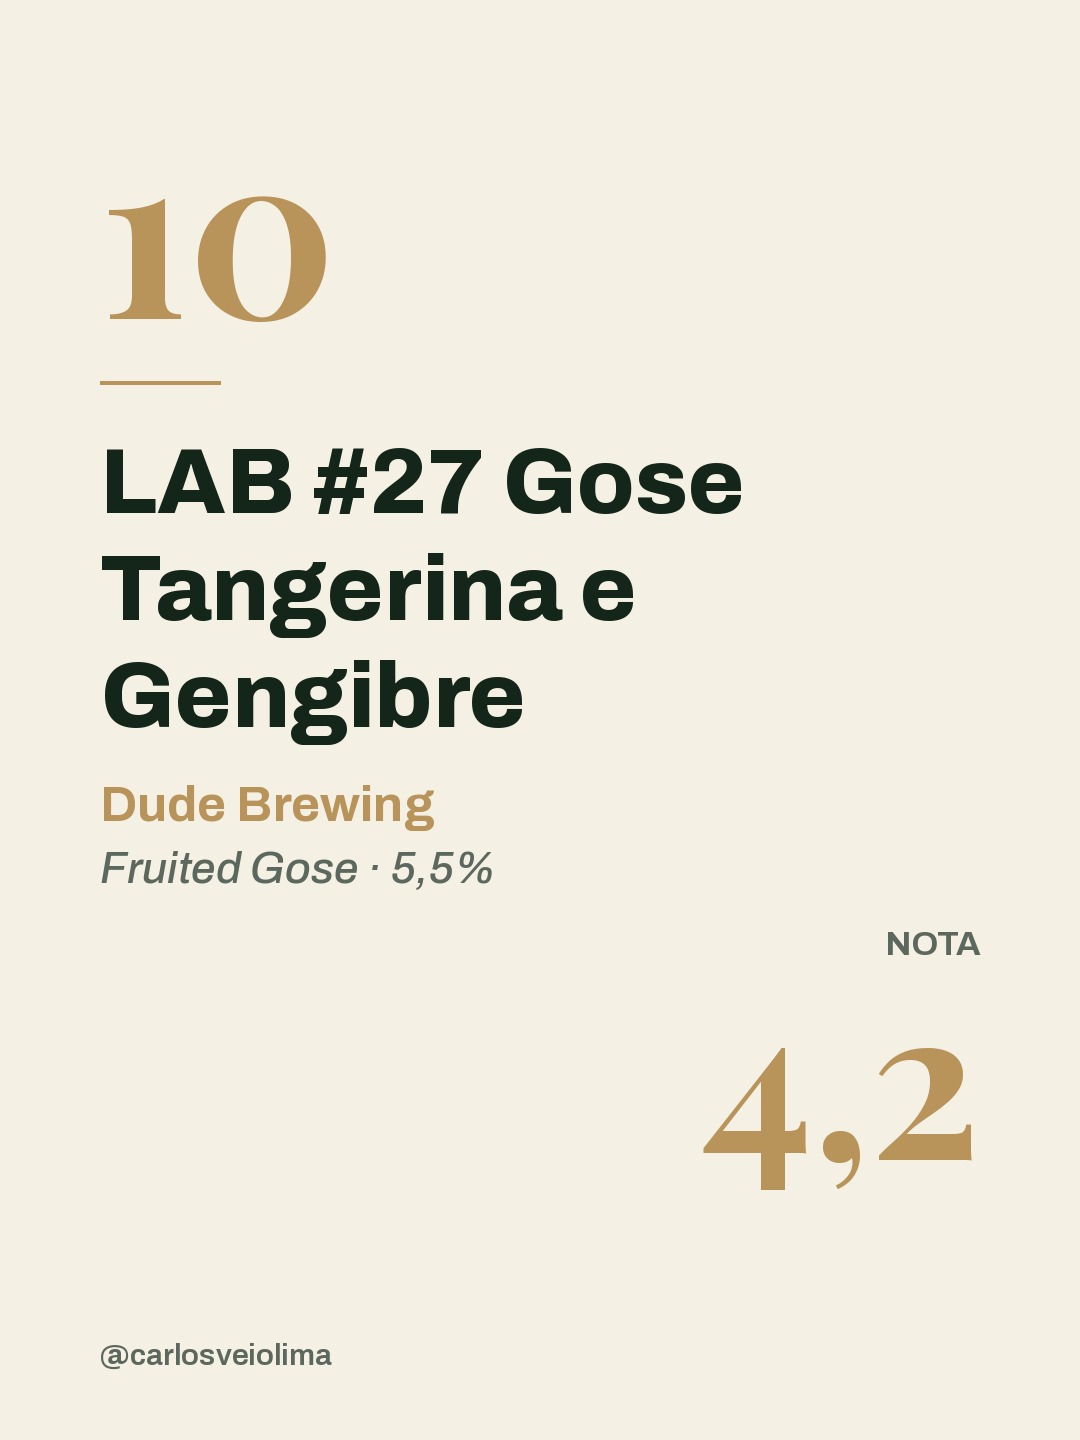 10
LAB #27 Gose
Tangerina e
Gengibre
Dude Brewing
Fruited Gose · 5,5%
NOTA
4,2
@carlosveiolima